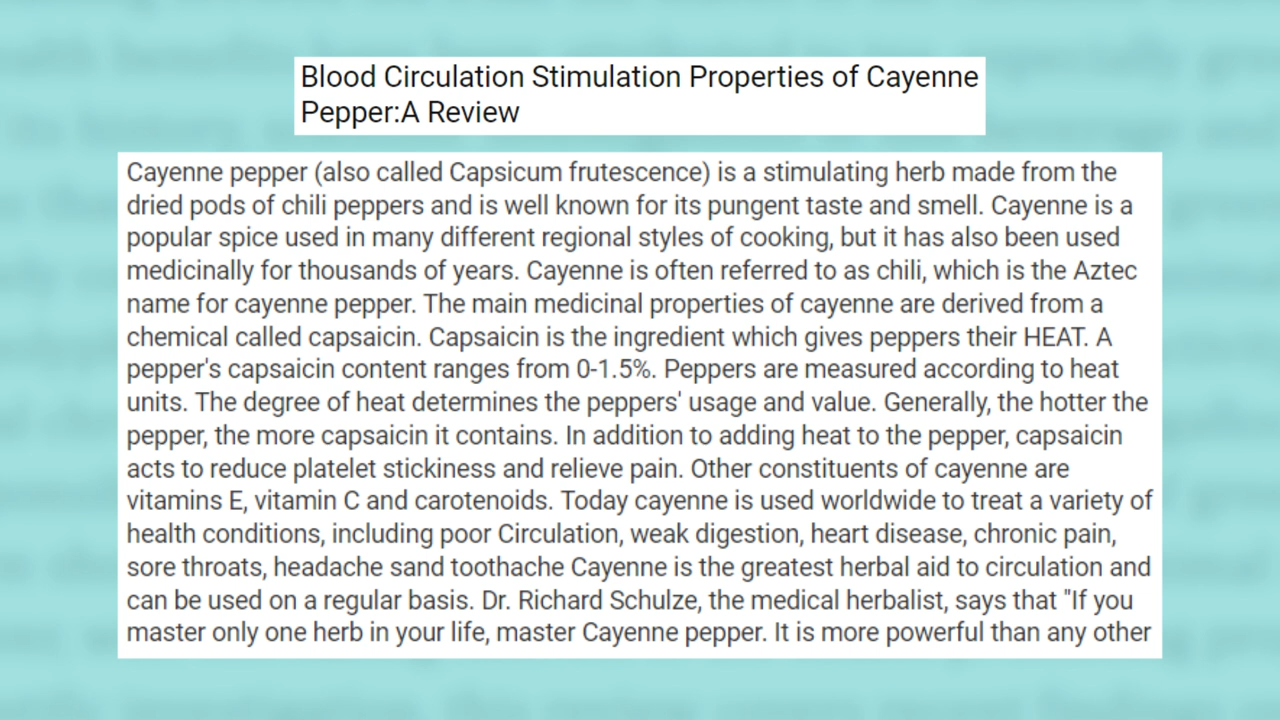 Blood Circulation Stimulation Properties of Cayenne
Pepper:A Review
Cayenne pepper (also called Capsicum frutescence) is a stimulating herb made from the
dried pods of chili peppers and is well known for its pungent taste and smell. Cayenne is a
popular spice used in many different regional styles of cooking, but it has also been used
medicinally for thousands of years. Cayenne is often referred to as chili, which is the Aztec
name for cayenne pepper. The main medicinal properties of cayenne are derived from a
chemical called capsaicin. Capsaicin is the ingredient which gives peppers their HEAT. A
pepper's capsaicin content ranges from 0-1.5%. Peppers are measured according to heat
units. The degree of heat determines the peppers' usage and value. Generally, the hotter the
pepper, the more capsaicin it contains. In addition to adding heat to the pepper, capsaicin
acts to reduce platelet stickiness and relieve pain. Other constituents of cayenne are
vitamins E, vitamin C and carotenoids. Today cayenne is used worldwide to treat a variety of
health conditions, including poor Circulation, weak digestion, heart disease, chronic pain,
sore throats, headache sand toothache Cayenne is the greatest herbal aid to circulation and
can be used on a regular basis. Dr. Richard Schulze, the medical herbalist, says that "If you
master only one herb in your life, master Cayenne pepper. It is more powerful than any other